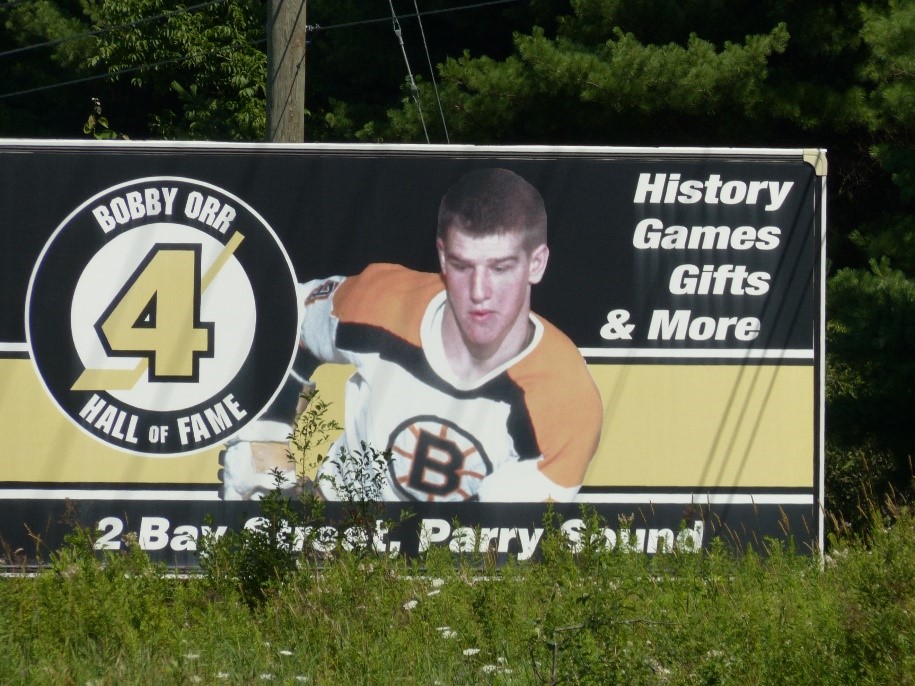 BOBBY ORR
4
HALL OF FAME
History
Games
Gifts
& More
B
2 Bay Street, Parry Sound